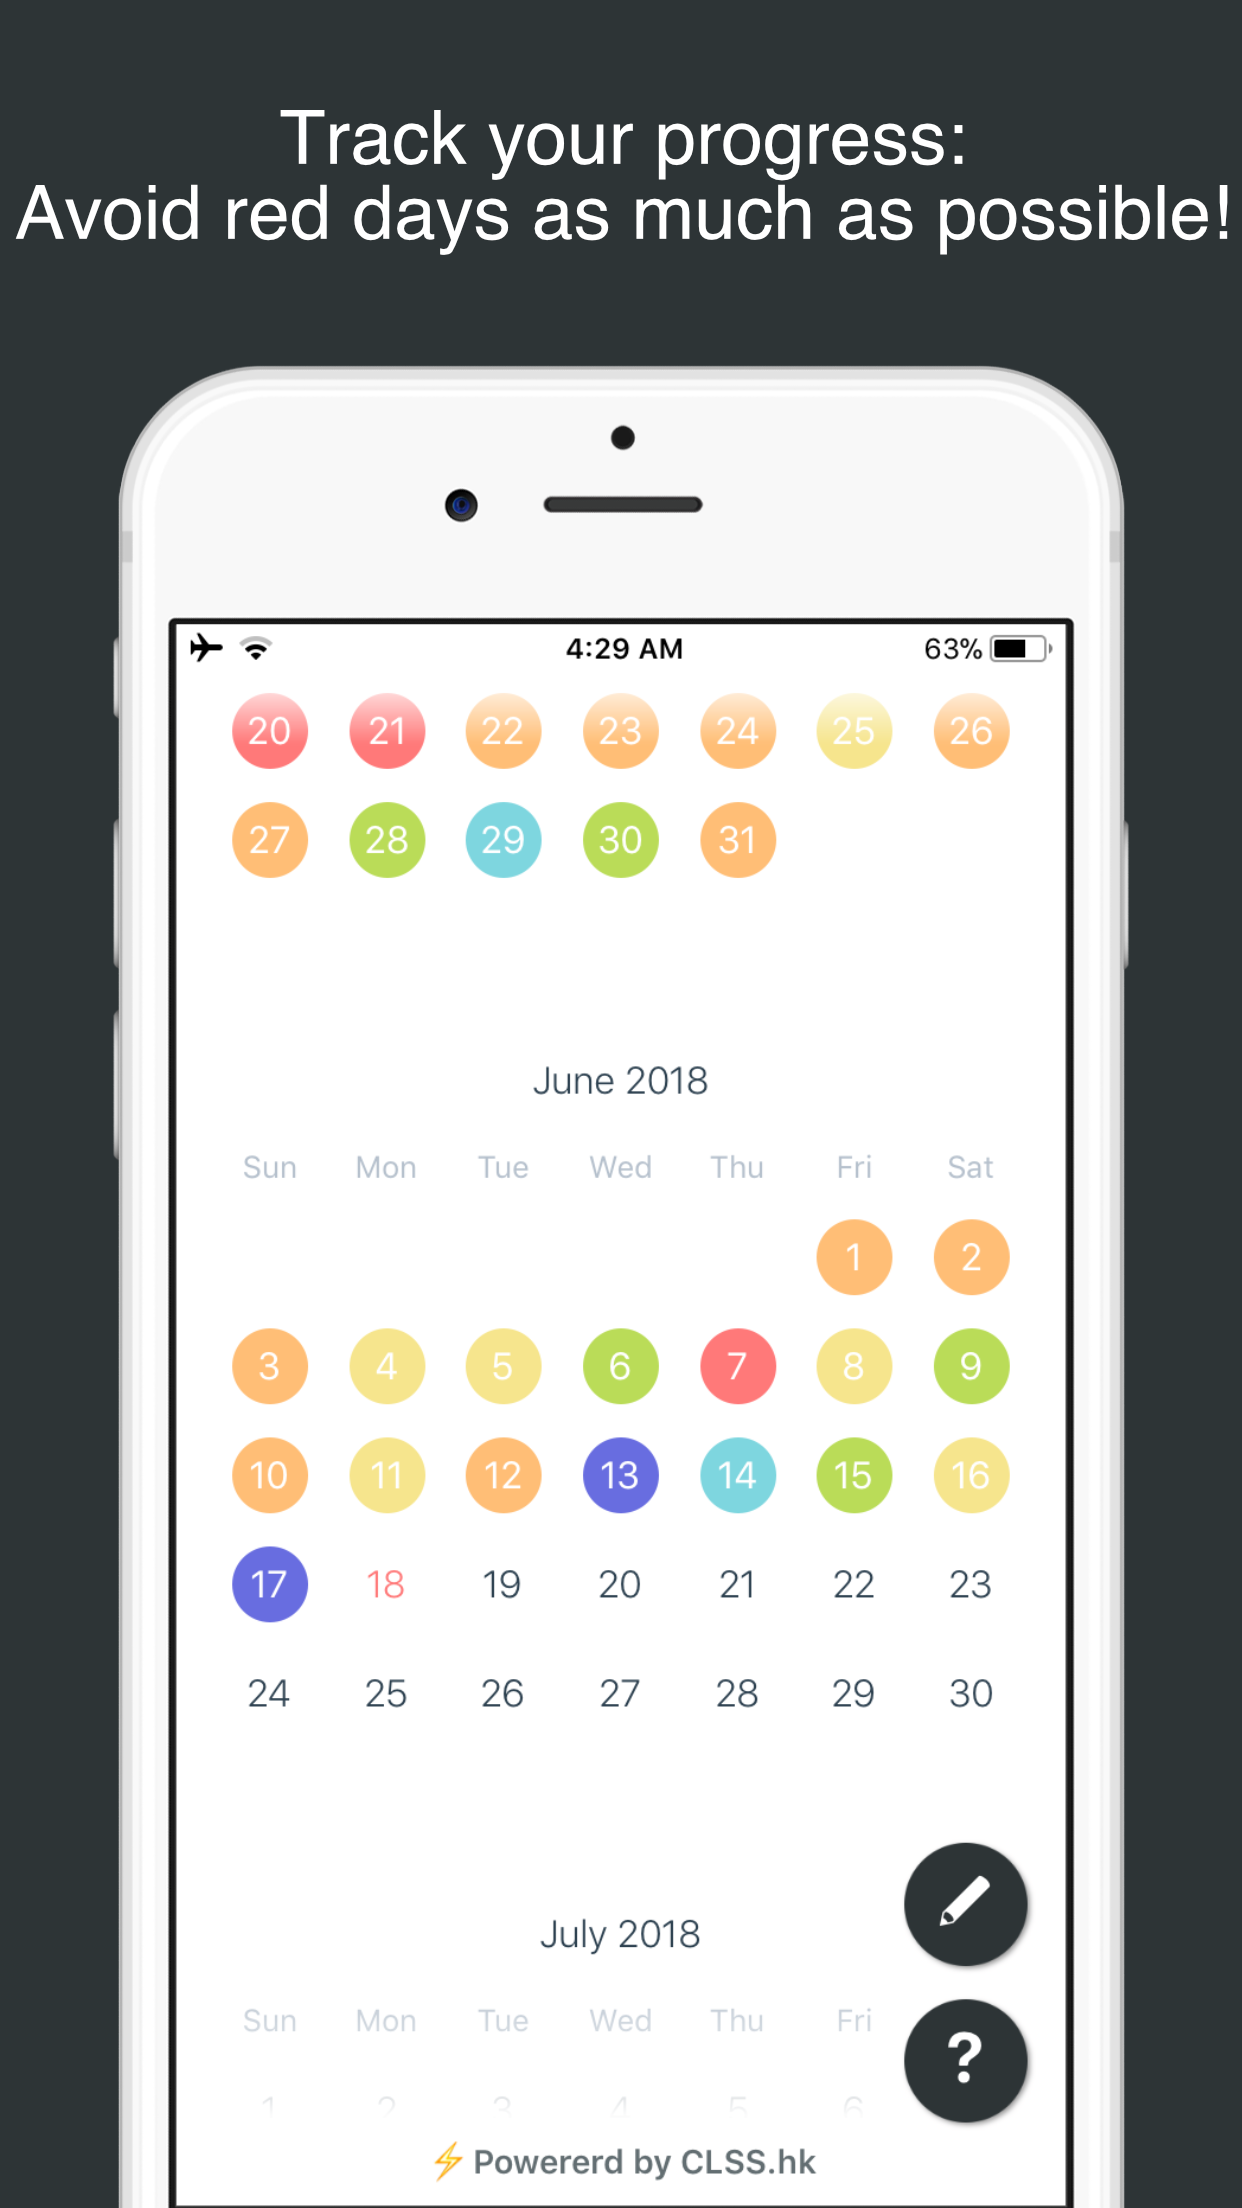 Track your progress:
Avoid red days as much as possible!
4:29 AM 63%
20 21 22 23 24 25 26
27 28 29 30 31
June 2018
Sun Mon Tue Wed Thu Fri Sat
1 2
3 4 5 6 7 8 9
10 11 12 13 14 15 16
17 18 19 20 21 22 23
24 25 26 27 28 29 30
July 2018
Sun Mon Tue Wed Thu Fri
1 2 3 4 5 6
?
⚡ Powererd by CLSS.hk